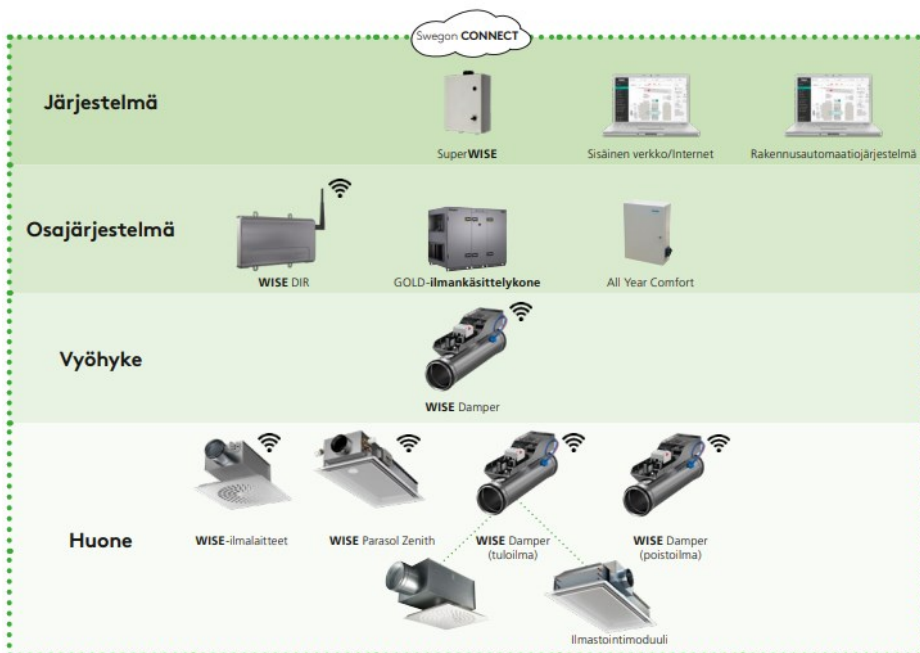 Swegon CONNECT
Järjestelmä
SuperWISE
Sisäinen verkko/Internet
Rakennusautomaatiojärjestelmä
Osajärjestelmä
WISE DIR
GOLD-ilmankäsittelykone
All Year Comfort
Vyöhyke
WISE Damper
Huone
WISE-ilmalaitteet
WISE Parasol Zenith
WISE Damper
(tuloilma)
WISE Damper
(poistoilma)
Ilmastointimoduuli